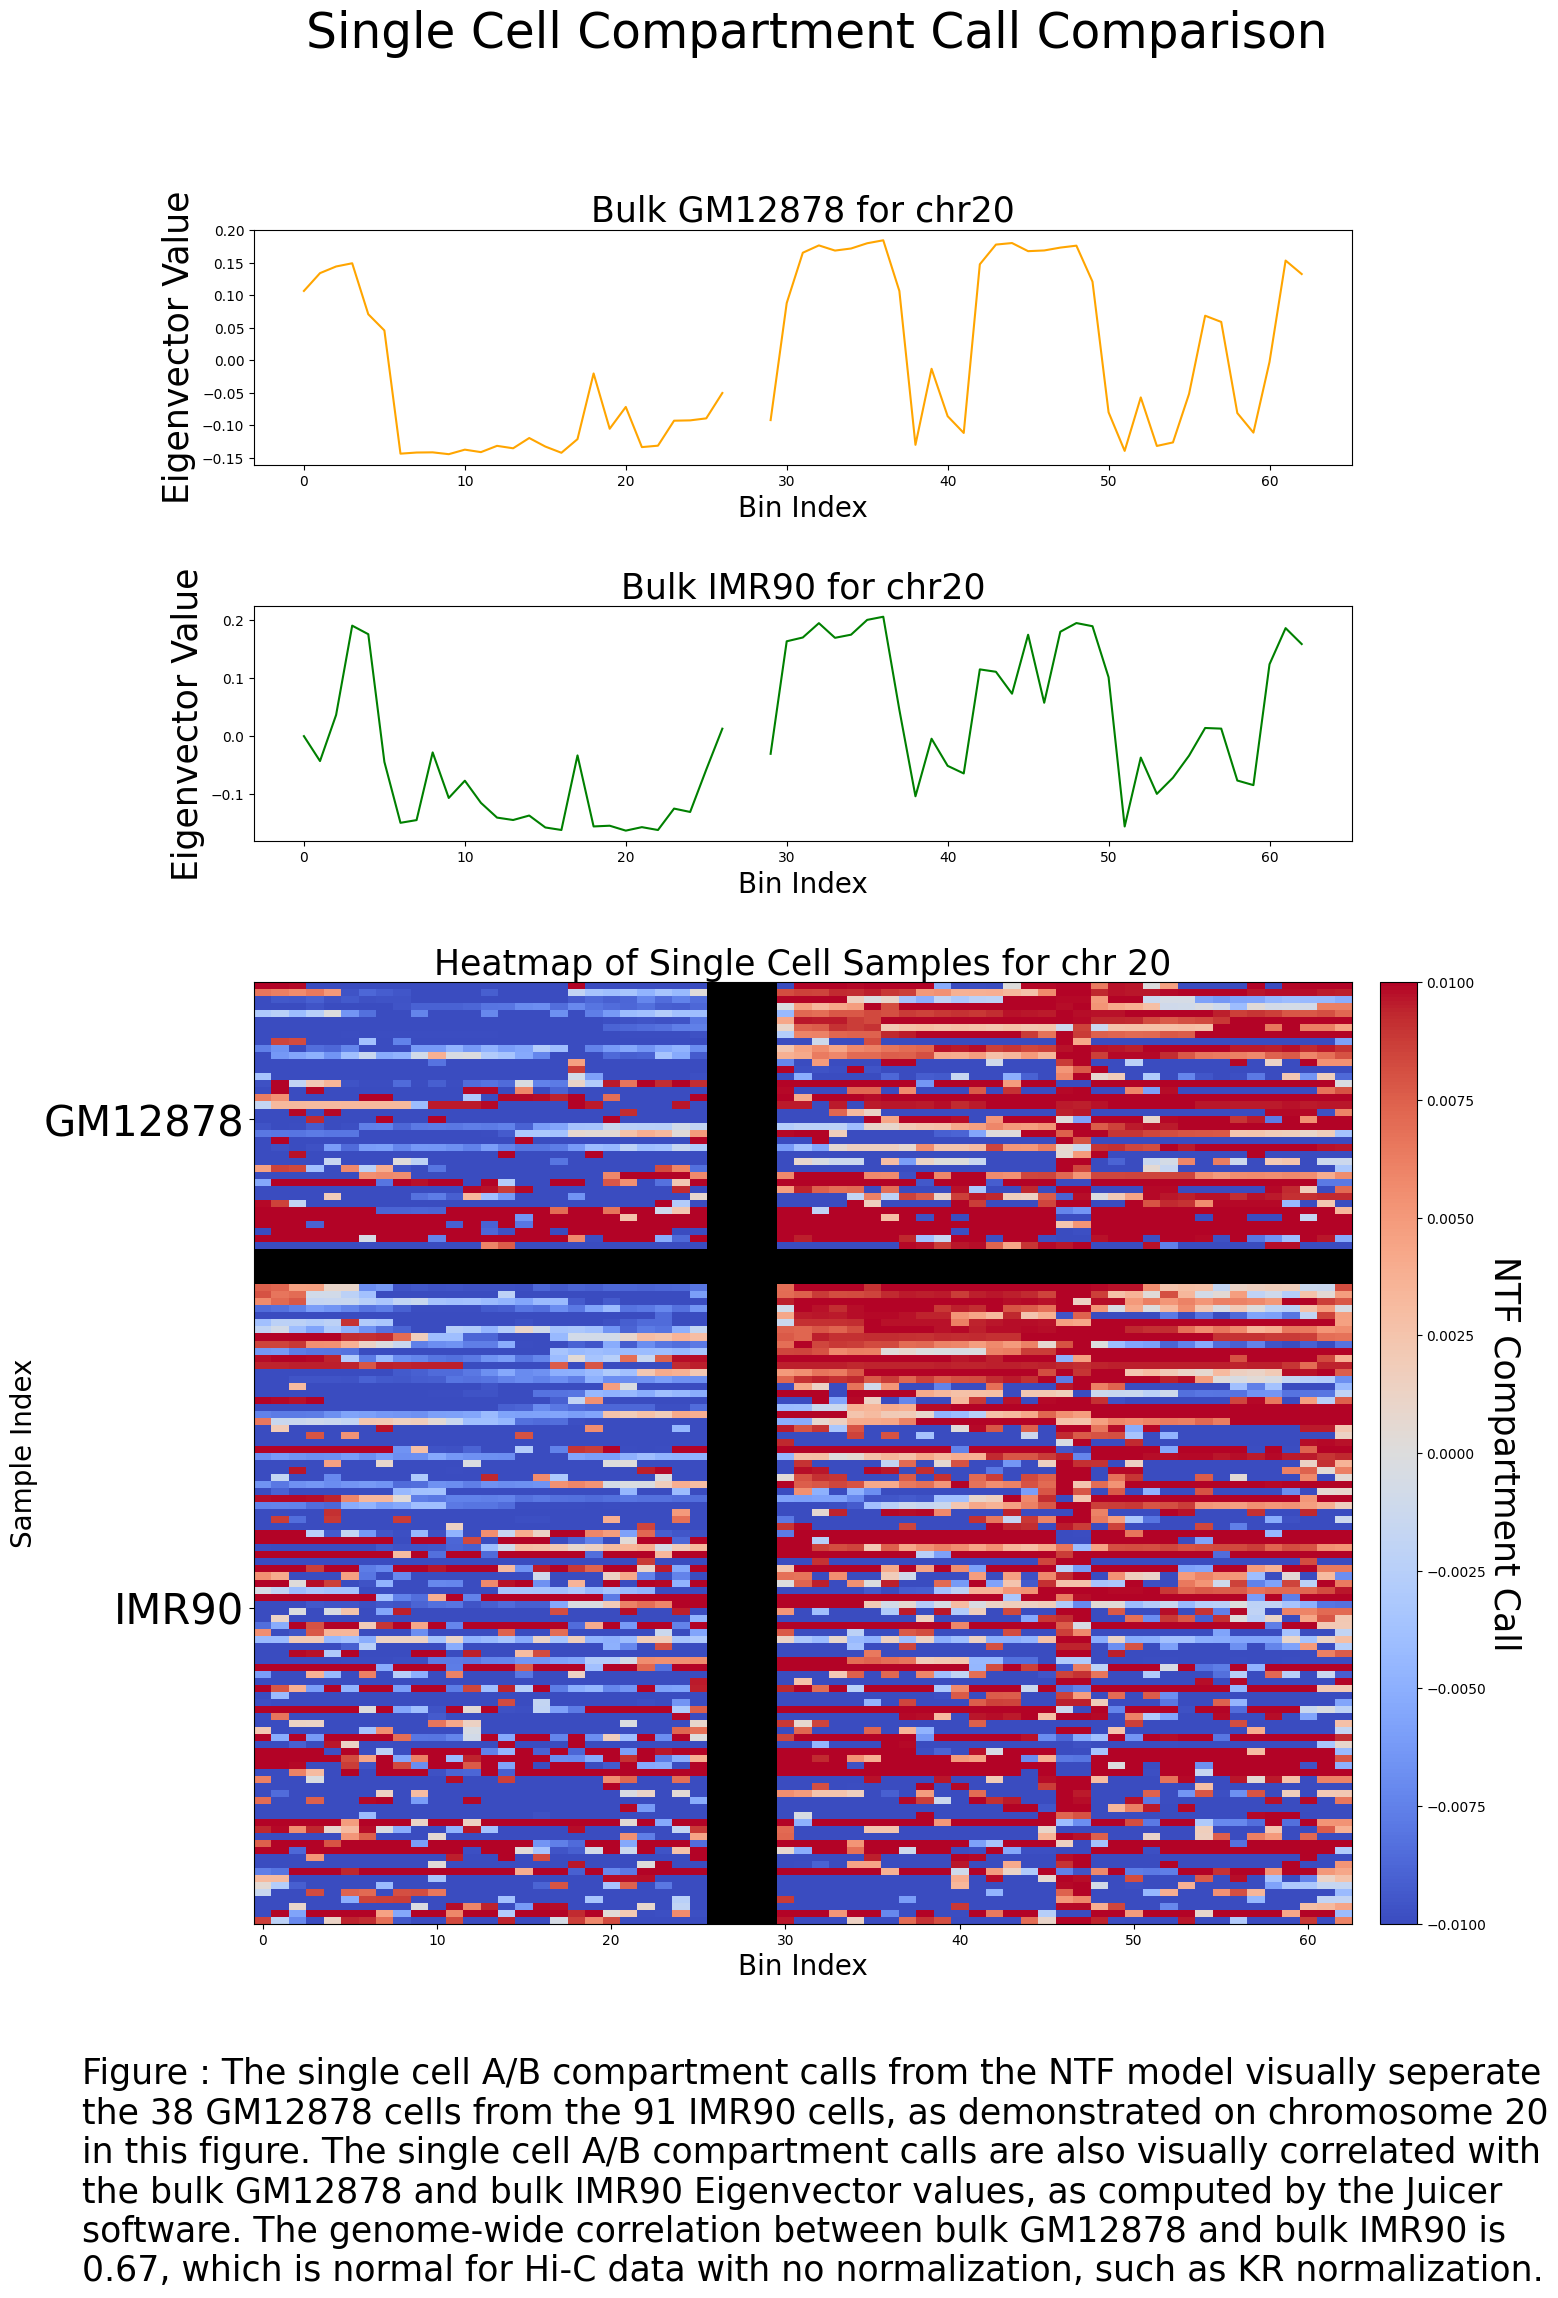 Single Cell Compartment Call Comparison
Bulk GM12878 for chr20
Eigenvector Value
0.20
0.15
0.10
0.05
0.00
−0.05
−0.10
−0.15
0 10 20 30 40 50 60
Bin Index
Bulk IMR90 for chr20
Eigenvector Value
0.2
0.1
0.0
−0.1
0 10 20 30 40 50 60
Bin Index
Heatmap of Single Cell Samples for chr 20
Sample Index
GM12878
IMR90
0 10 20 30 40 50 60
Bin Index
0.0100
0.0075
0.0050
0.0025
0.0000
−0.0025
−0.0050
−0.0075
−0.0100
NTF Compartment Call
Figure : The single cell A/B compartment calls from the NTF model visually seperate
the 38 GM12878 cells from the 91 IMR90 cells, as demonstrated on chromosome 20
in this figure. The single cell A/B compartment calls are also visually correlated with
the bulk GM12878 and bulk IMR90 Eigenvector values, as computed by the Juicer
software. The genome-wide correlation between bulk GM12878 and bulk IMR90 is
0.67, which is normal for Hi-C data with no normalization, such as KR normalization.